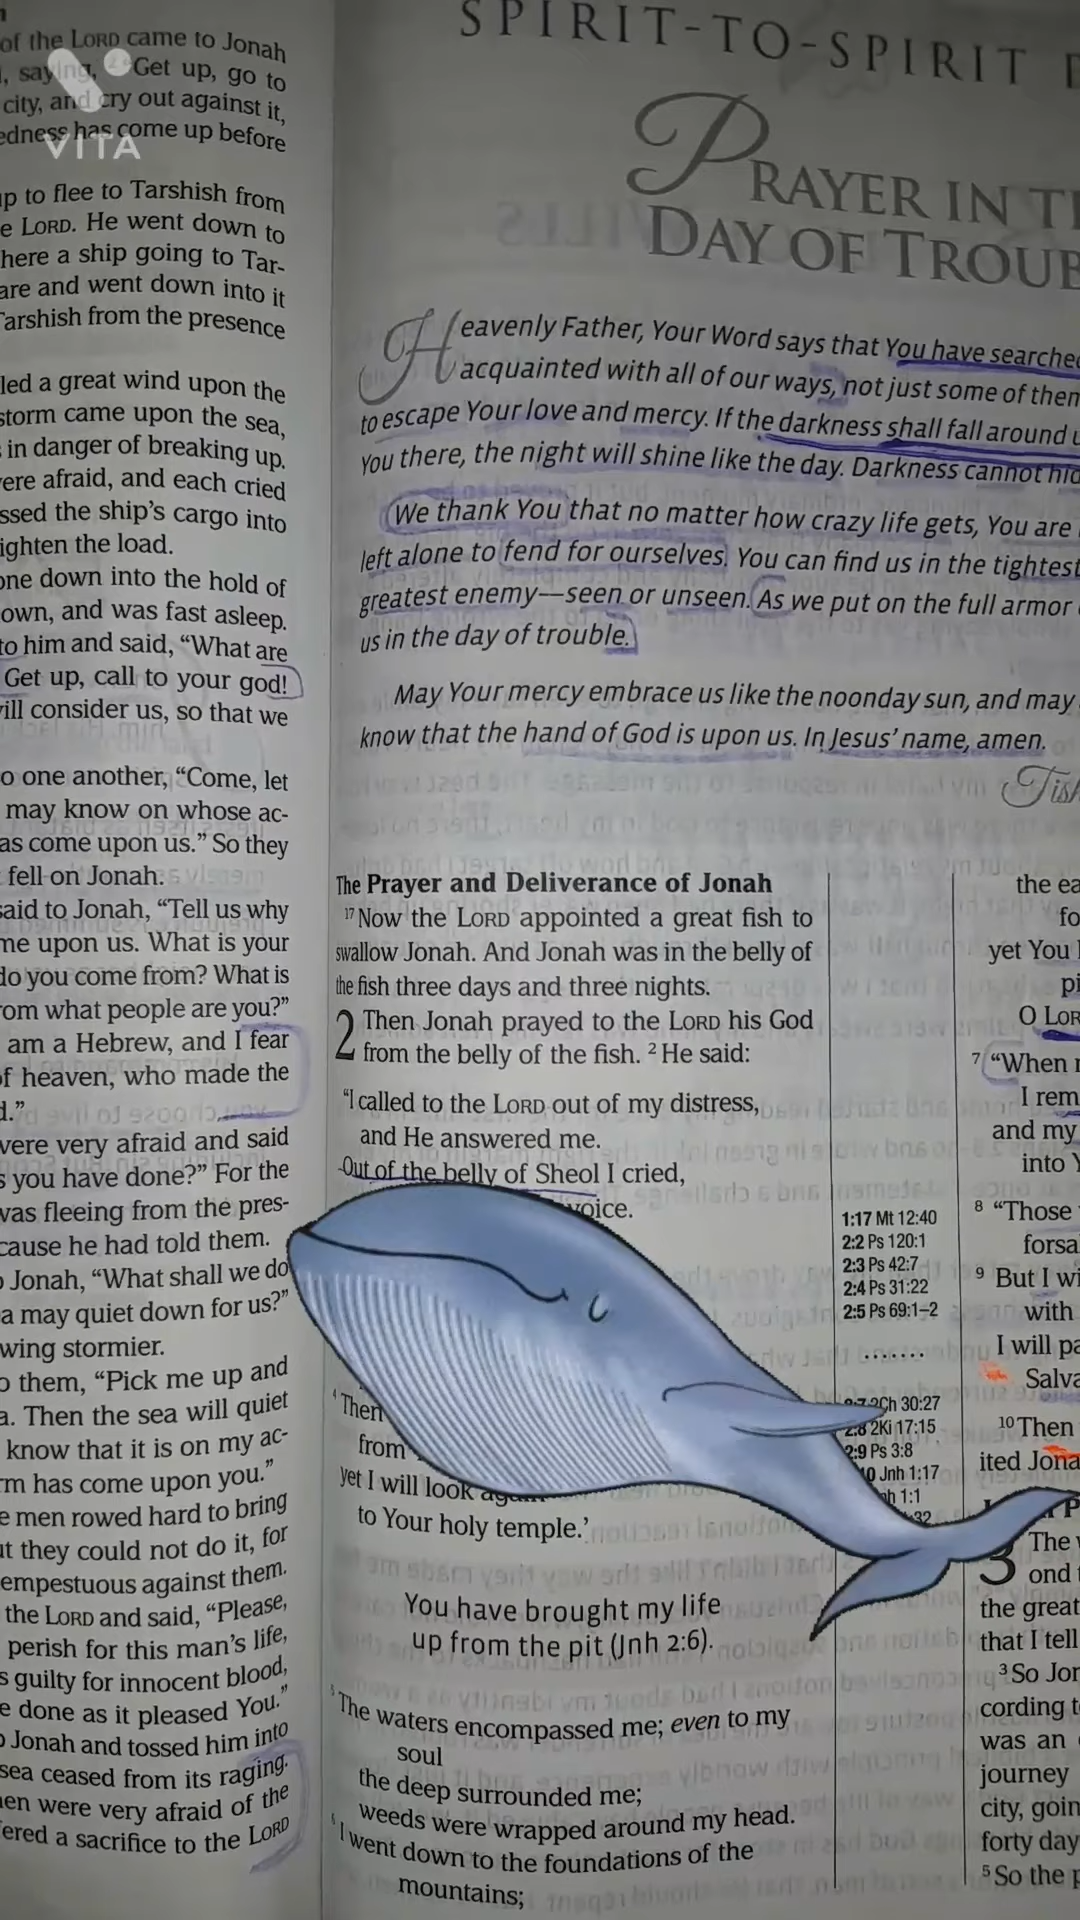 VITA
of the LORD came to Jonah
saying, "Get up, go to
city, and cry out against it,
has come up before
up to flee to Tarshish from
LORD. He went down to
here a ship going to Tar-
are and went down into it
Tarshish from the presence
led a great wind upon the
storm came upon the sea,
in danger of breaking up.
were afraid, and each cried
ssed the ship's cargo into
ighten the load.
one down into the hold of
own, and was fast asleep.
to him and said, "What are
Get up, call to your god!
will consider us, so that we
o one another, "Come, let
may know on whose ac-
as come upon us." So they
fell on Jonah.
said to Jonah, "Tell us why
me upon us. What is your
do you come from? What is
rom what people are you?"
am a Hebrew, and I fear
of heaven, who made the
d."
were very afraid and said
s you have done?" For the
was fleeing from the pres-
cause he had told them.
o Jonah, "What shall we do
a may quiet down for us?"
wing stormier.
o them, "Pick me up and
a. Then the sea will quiet
know that it is on my ac-
rm has come upon you."
e men rowed hard to bring
ut they could not do it, for
empestuous against them.
the LORD and said, "Please,
perish for this man's life,
s guilty for innocent blood,
e done as it pleased You."
o Jonah and tossed him into
sea ceased from its raging.
men were very afraid of the
fered a sacrifice to the LORD
SPIRIT-TO-SPIRIT
PRAYER IN
DAY OF TROUB
Heavenly Father, Your Word says that You have searched
acquainted with all of our ways, not just some of them
to escape Your love and mercy. If the darkness shall fall around
You there, the night will shine like the day. Darkness cannot hid
We thank You that no matter how crazy life gets, You are
left alone to fend for ourselves. You can find us in the tightest
greatest enemy—seen or unseen. As we put on the full armor
us in the day of trouble.
May Your mercy embrace us like the noonday sun, and may
know that the hand of God is upon us. In Jesus' name, amen.
The Prayer and Deliverance of Jonah
17 Now the LORD appointed a great fish to
swallow Jonah. And Jonah was in the belly of
the fish three days and three nights.
2 Then Jonah prayed to the LORD his God
from the belly of the fish. 2 He said:
"I called to the LORD out of my distress,
and He answered me.
Out of the belly of Sheol I cried,
voice.
4 Then
from
yet I will look
to Your holy temple.'
You have brought my life
up from the pit (Jnh 2:6).
5 The waters encompassed me; even to my
soul
the deep surrounded me;
weeds were wrapped around my head.
6 I went down to the foundations of the
mountains;
1:17 Mt 12:40
2:2 Ps 120:1
2:3 Ps 42:7
2:4 Ps 31:22
2:5 Ps 69:1–2
.......
2Ch 30:27
2:8 2Ki 17:15
2:9 Ps 3:8
Jnh 1:17
1:1
the ea
fo
yet You
O LOR
7 "When
I rem
and my
into
8 "Those
forsa
9 But I wi
with
I will pa
Salva
10 Then
ited Jona
3 The
ond
the great
that I tell
3 So Jon
cording t
was an
journey
city, goin
forty day
5 So the